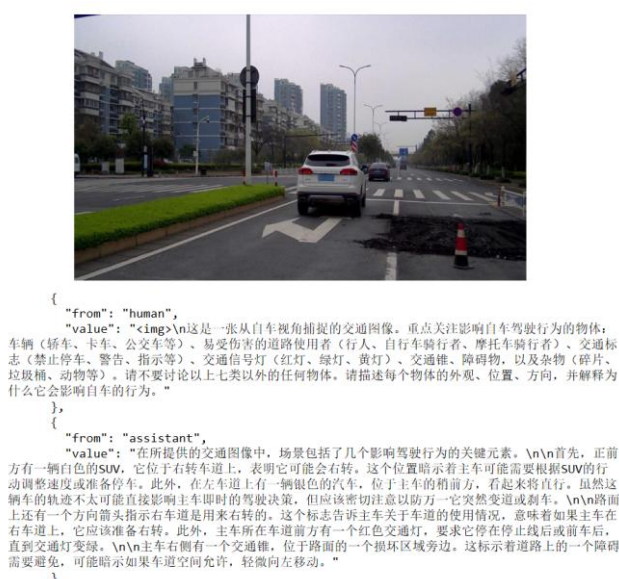 {
"from": "human",
"value": "<img>\n这是一张从自车视角捕捉的交通图像。重点关注影响自车驾驶行为的物体:
车辆（轿车、卡车、公交车等）、易受伤害的道路使用者（行人、自行车骑行者、摩托车骑行者）、交通标
志（禁止停车、警告、指示等）、交通信号灯（红灯、绿灯、黄灯）、交通锥、障碍物，以及杂物（碎片、
垃圾桶、动物等）。请不要讨论以上七类以外的任何物体。请描述每个物体的外观、位置、方向，并解释为
什么它会影响自车的行为。"
},
{
"from": "assistant",
"value": "在所提供的交通图像中，场景包括了几个影响驾驶行为的关键元素。\n\n首先，正前
方有一辆白色的SUV，它位于右转车道上，表明它可能会右转。这个位置暗示着主车可能需要根据SUV的行
动调整速度或准备停车。此外，在左车道上有一辆银色的汽车，位于主车的稍前方，看起来将直行。虽然这
辆车的轨迹不太可能直接影响主车即时的驾驶决策，但应该密切注意以防万一它突然变道或刹车。\n\n路面
上还有一个方向箭头指示右车道是用来右转的。这个标志告诉主车关于车道的使用情况，意味着如果主车在
右车道上，它应该准备右转。此外，主车所在车道前方有一个红色交通灯，要求它停在停止线后或前车后，
直到交通灯变绿。\n\n主车右侧有一个交通锥，位于路面的一个损坏区域旁边。这标示着道路上的一个障碍
需要避免，可能暗示如果车道空间允许，轻微向左移动。"
}